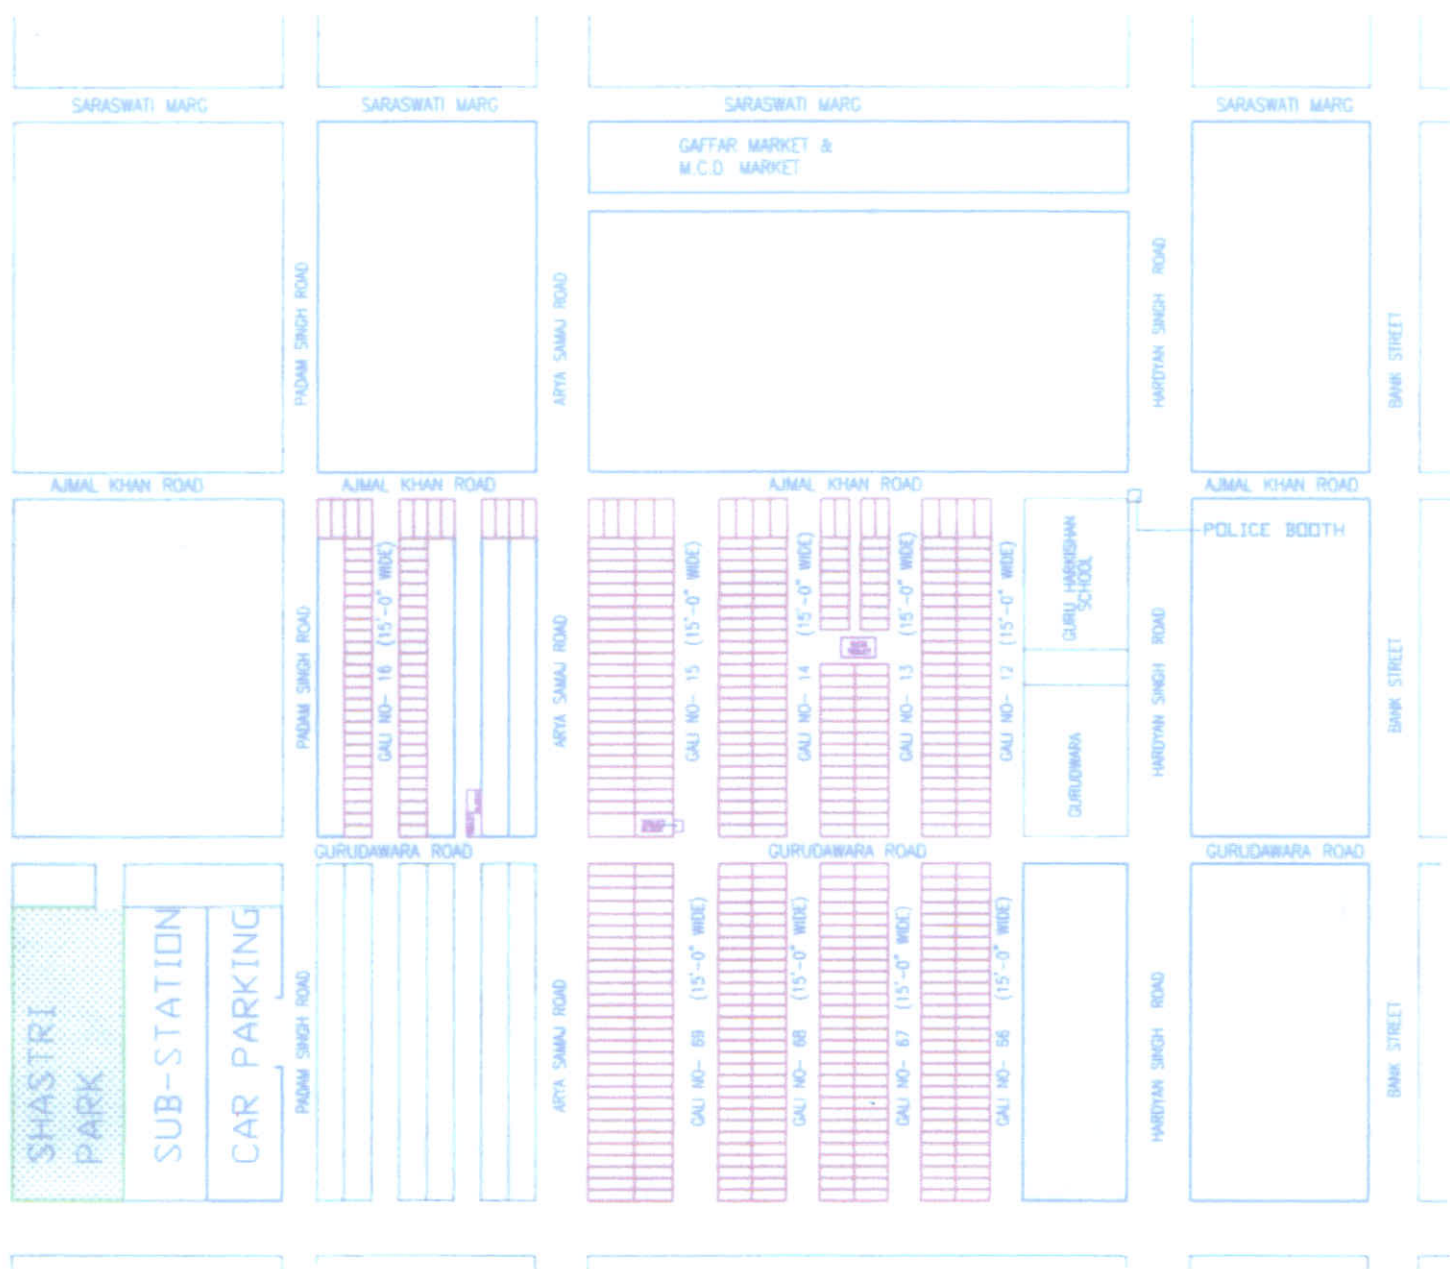 SARASWATI MARG
SARASWATI MARG
SARASWATI MARG
SARASWATI MARG
GAFFAR MARKET &
M.C.D. MARKET
PADAM SINGH ROAD
ARYA SAMAJ ROAD
HARDYAN SINGH ROAD
BANK STREET
AJMAL KHAN ROAD
AJMAL KHAN ROAD
AJMAL KHAN ROAD
AJMAL KHAN ROAD
POLICE BOOTH
PADAM SINGH ROAD
GALI NO- 16 (15'-0" WIDE)
ARYA SAMAJ ROAD
GALI NO- 15 (15'-0" WIDE)
GALI NO- 14 (15'-0" WIDE)
GALI NO- 13 (15'-0" WIDE)
GALI NO- 12 (15'-0" WIDE)
GURU HARKISHAN
SCHOOL
GURUDWARA
HARDYAN SINGH ROAD
BANK STREET
GURUDAWARA ROAD
GURUDAWARA ROAD
GURUDAWARA ROAD
SHASTRI
PARK
SUB-STATION
CAR PARKING
PADAM SINGH ROAD
ARYA SAMAJ ROAD
GALI NO- 69 (15'-0" WIDE)
GALI NO- 68 (15'-0" WIDE)
GALI NO- 67 (15'-0" WIDE)
GALI NO- 66 (15'-0" WIDE)
HARDYAN SINGH ROAD
BANK STREET